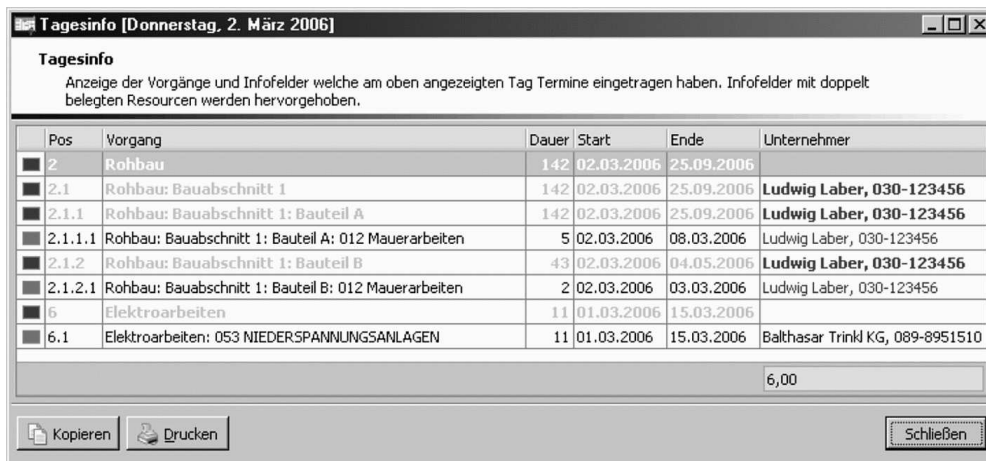 Tagesinfo [Donnerstag, 2. März 2006]
Tagesinfo
Anzeige der Vorgänge und Infofelder welche am oben angezeigten Tag Termine eingetragen haben. Infofelder mit doppelt
belegten Resourcen werden hervorgehoben.
Pos Vorgang Dauer Start Ende Unternehmer
2 Rohbau 142 02.03.2006 25.09.2006
2.1 Rohbau: Bauabschnitt 1 142 02.03.2006 25.09.2006 Ludwig Laber, 030-123456
2.1.1 Rohbau: Bauabschnitt 1: Bauteil A 142 02.03.2006 25.09.2006 Ludwig Laber, 030-123456
2.1.1.1 Rohbau: Bauabschnitt 1: Bauteil A: 012 Mauerarbeiten 5 02.03.2006 08.03.2006 Ludwig Laber, 030-123456
2.1.2 Rohbau: Bauabschnitt 1: Bauteil B 43 02.03.2006 04.05.2006 Ludwig Laber, 030-123456
2.1.2.1 Rohbau: Bauabschnitt 1: Bauteil B: 012 Mauerarbeiten 2 02.03.2006 03.03.2006 Ludwig Laber, 030-123456
6 Elektroarbeiten 11 01.03.2006 15.03.2006
6.1 Elektroarbeiten: 053 NIEDERSPANNUNGSANLAGEN 11 01.03.2006 15.03.2006 Balthasar Trinkl KG, 089-8951510
6,00
Kopieren Drucken Schließen